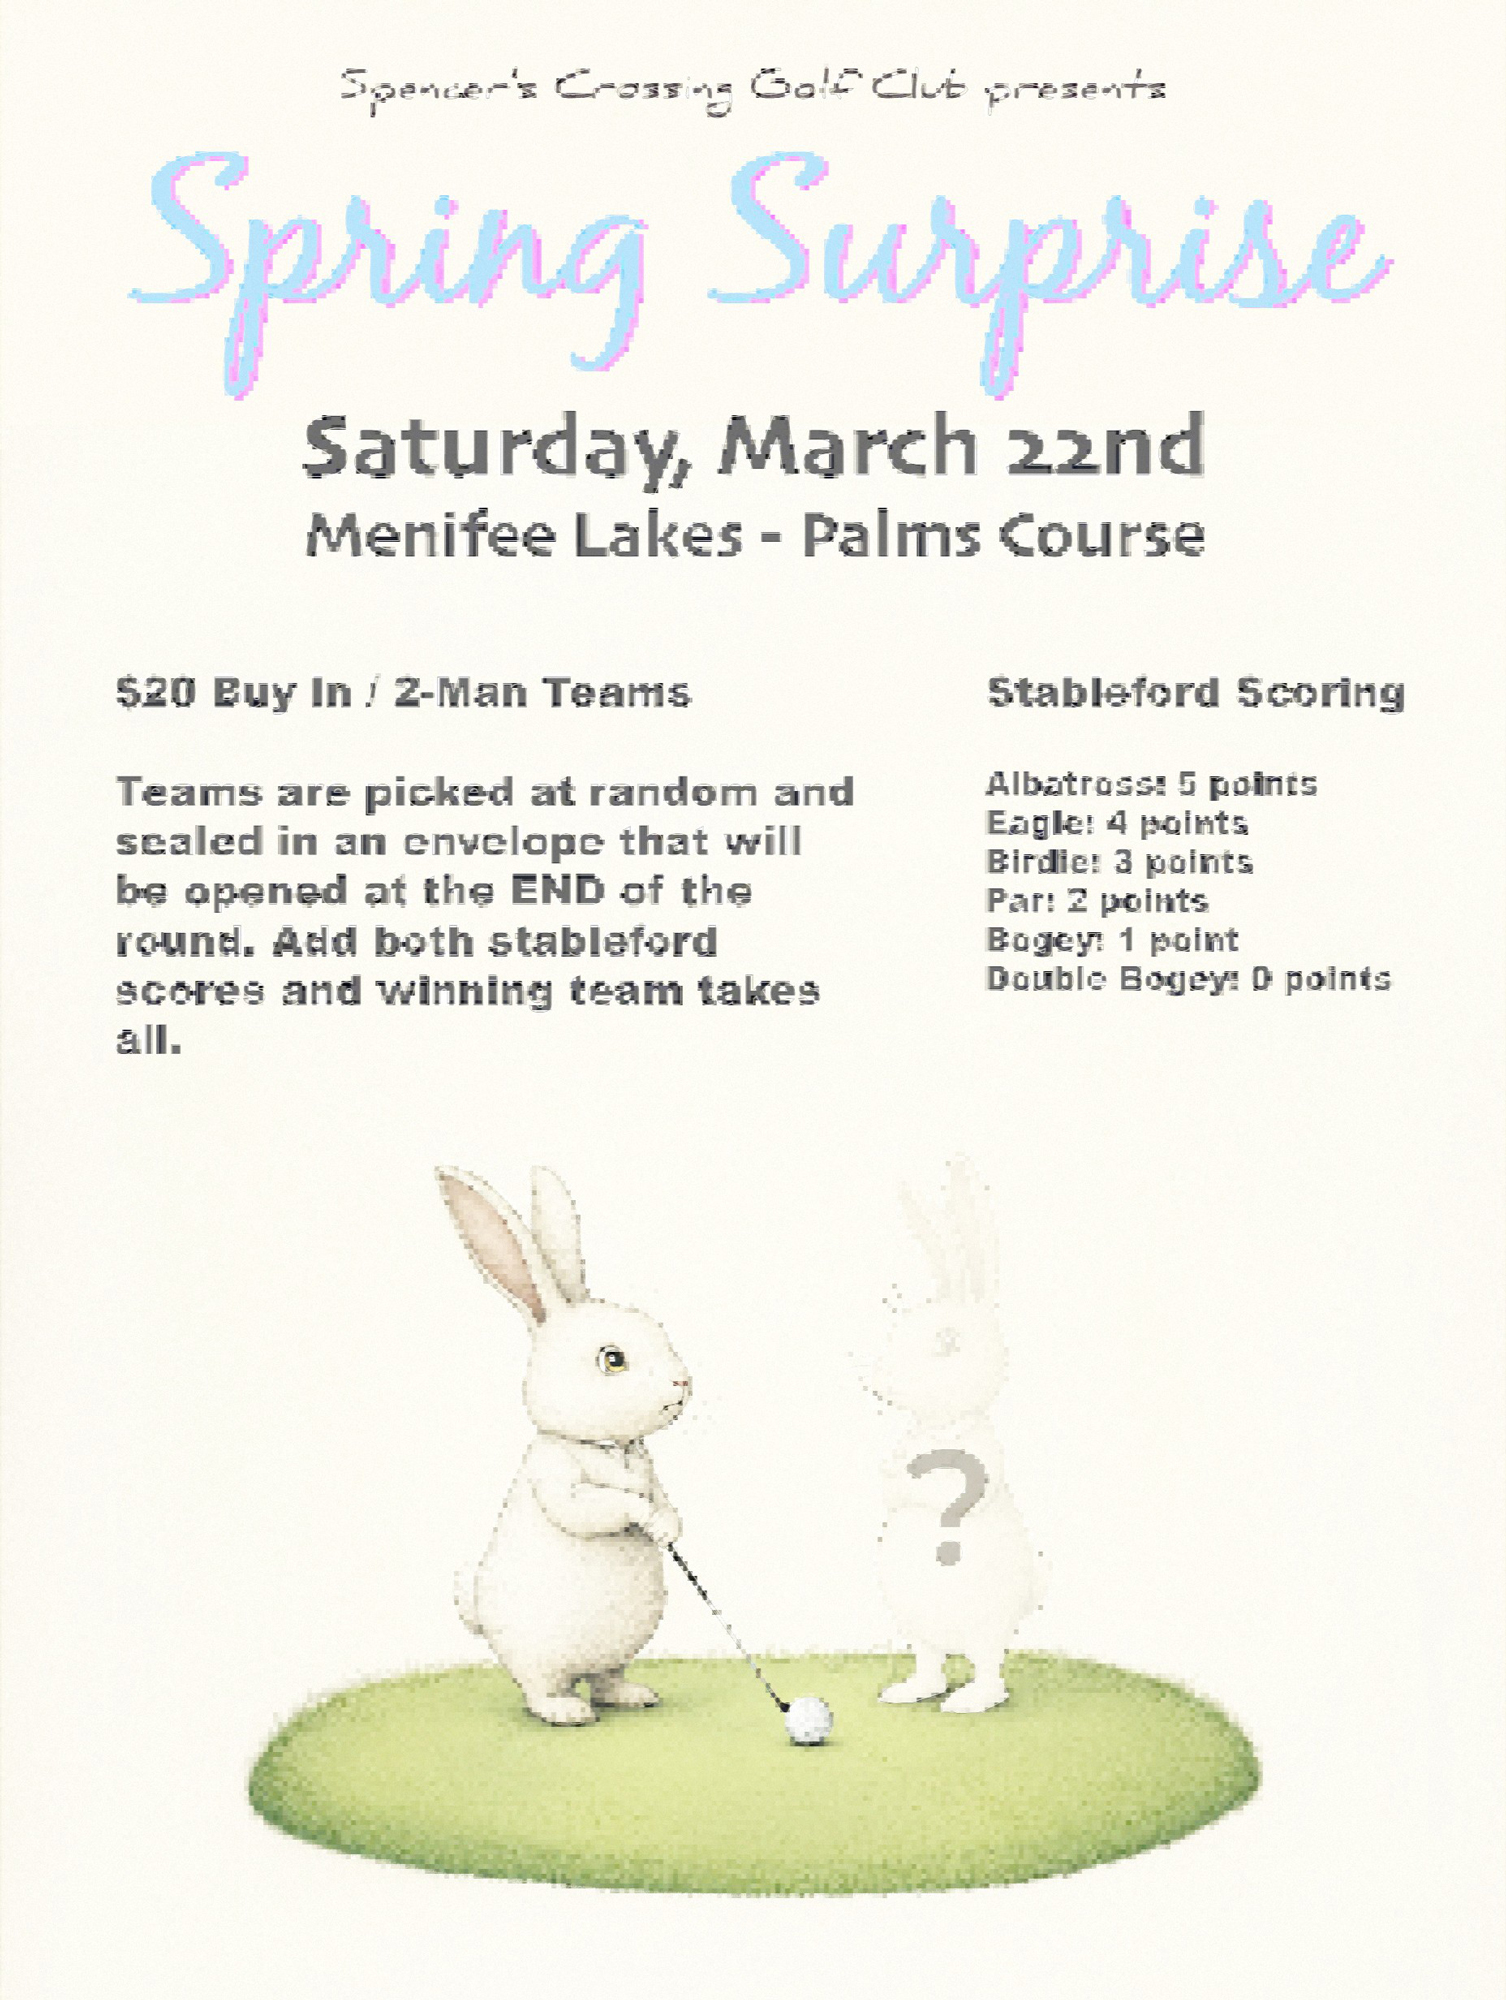 Spencer's Crossing Golf Club presents
Spring Surprise
Saturday, March 22nd
Menifee Lakes - Palms Course
$20 Buy In / 2-Man Teams
Teams are picked at random and
sealed in an envelope that will
be opened at the END of the
round. Add both stableford
scores and winning team takes
all.
Stableford Scoring
Albatross: 5 points
Eagle: 4 points
Birdie: 3 points
Par: 2 points
Bogey: 1 point
Double Bogey: 0 points
?